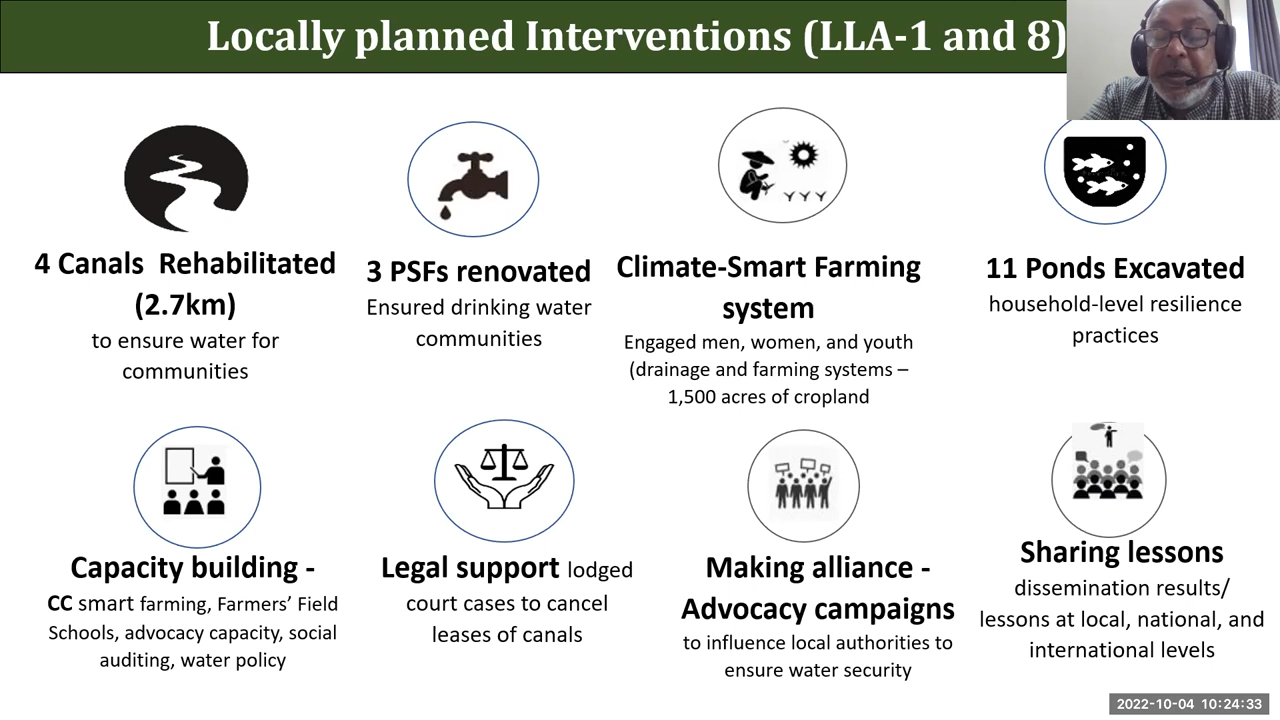 Locally planned Interventions (LLA-1 and 8)
4 Canals Rehabilitated
(2.7km)
to ensure water for
communities
3 PSFs renovated
Ensured drinking water
communities
Climate-Smart Farming
system
Engaged men, women, and youth
(drainage and farming systems –
1,500 acres of cropland
11 Ponds Excavated
household-level resilience
practices
Capacity building -
CC smart farming, Farmers’ Field
Schools, advocacy capacity, social
auditing, water policy
Legal support lodged
court cases to cancel
leases of canals
Making alliance -
Advocacy campaigns
to influence local authorities to
ensure water security
Sharing lessons
dissemination results/
lessons at local, national, and
international levels
2022-10-04 10:24:33